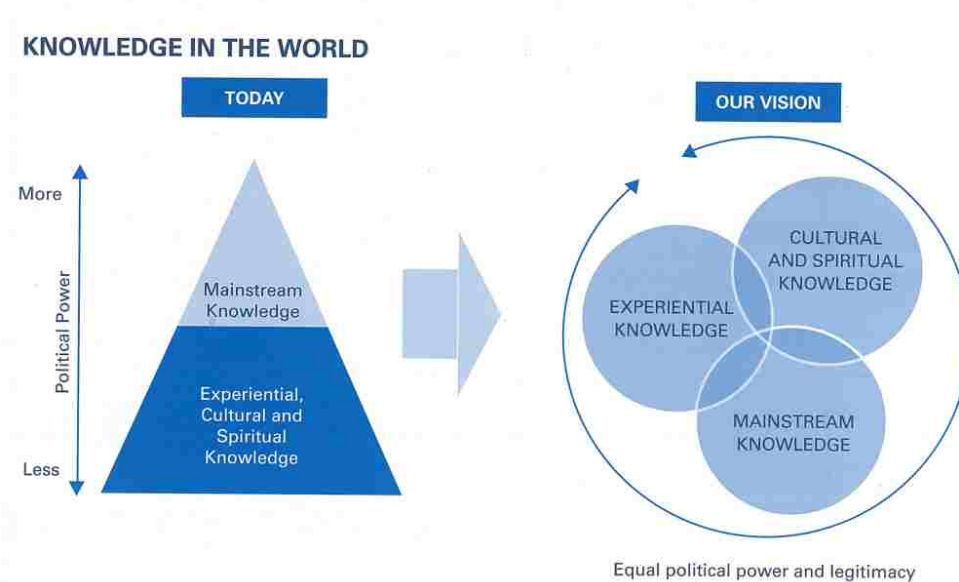 KNOWLEDGE IN THE WORLD
TODAY
More
Political Power
Less
Mainstream
Knowledge
Experiential,
Cultural and
Spiritual
Knowledge
OUR VISION
CULTURAL
AND SPIRITUAL
KNOWLEDGE
EXPERIENTIAL
KNOWLEDGE
MAINSTREAM
KNOWLEDGE
Equal political power and legitimacy